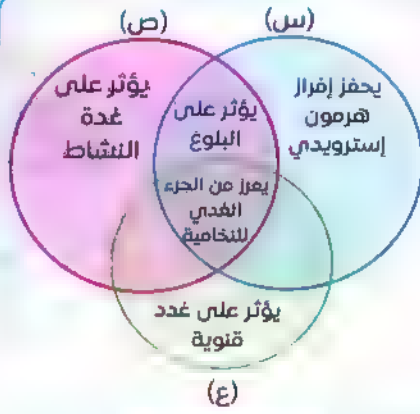 (ص)
(س)
يؤثر على
غدة
النشاط
يؤثر على
البلوغ
يحفز إفراز
هرمون
إسترويدي
يعرز من الجزء
الغدي
للنخامية
يؤثر على غدد
قنوية
(ع)